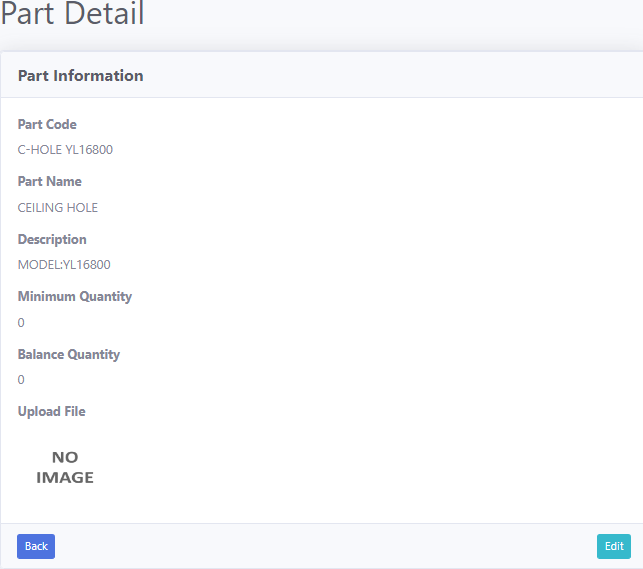 Part Detail
Part Information
Part Code
C-HOLE YL16800
Part Name
CEILING HOLE
Description
MODEL:YL16800
Minimum Quantity
0
Balance Quantity
0
Upload File
NO
IMAGE
Back
Edit